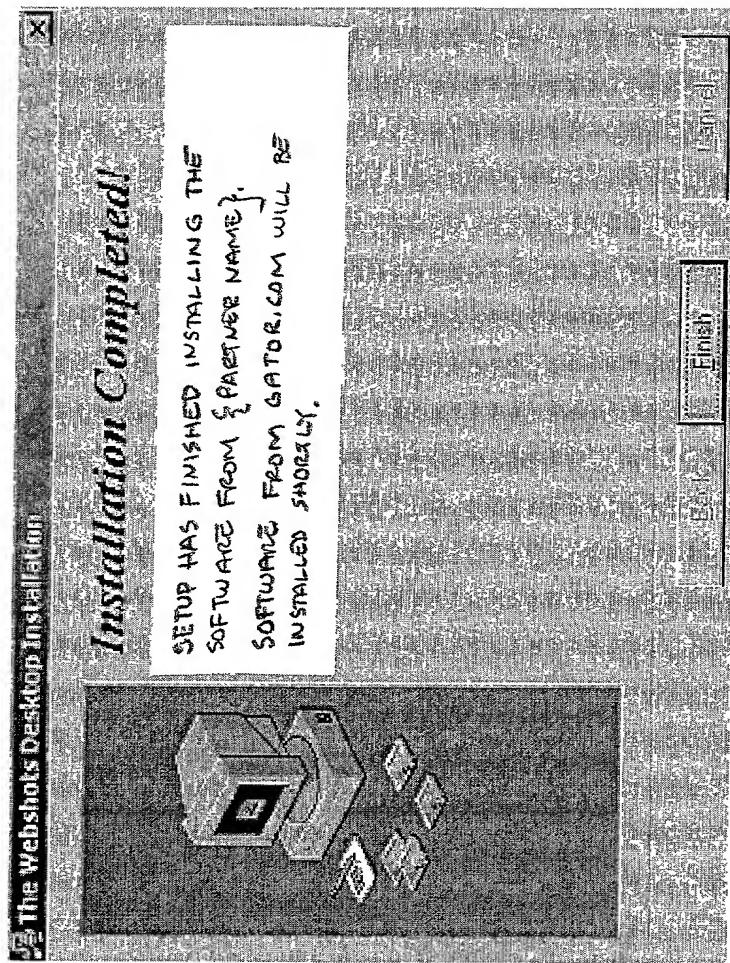 The Webshots Desktop Installation
Installation Completed!
SETUP HAS FINISHED INSTALLING THE
SOFTWARE FROM {PARTNER NAME}.
SOFTWARE FROM GATOR.COM WILL BE
INSTALLED SHORTLY.
Back
Finish
Cancel